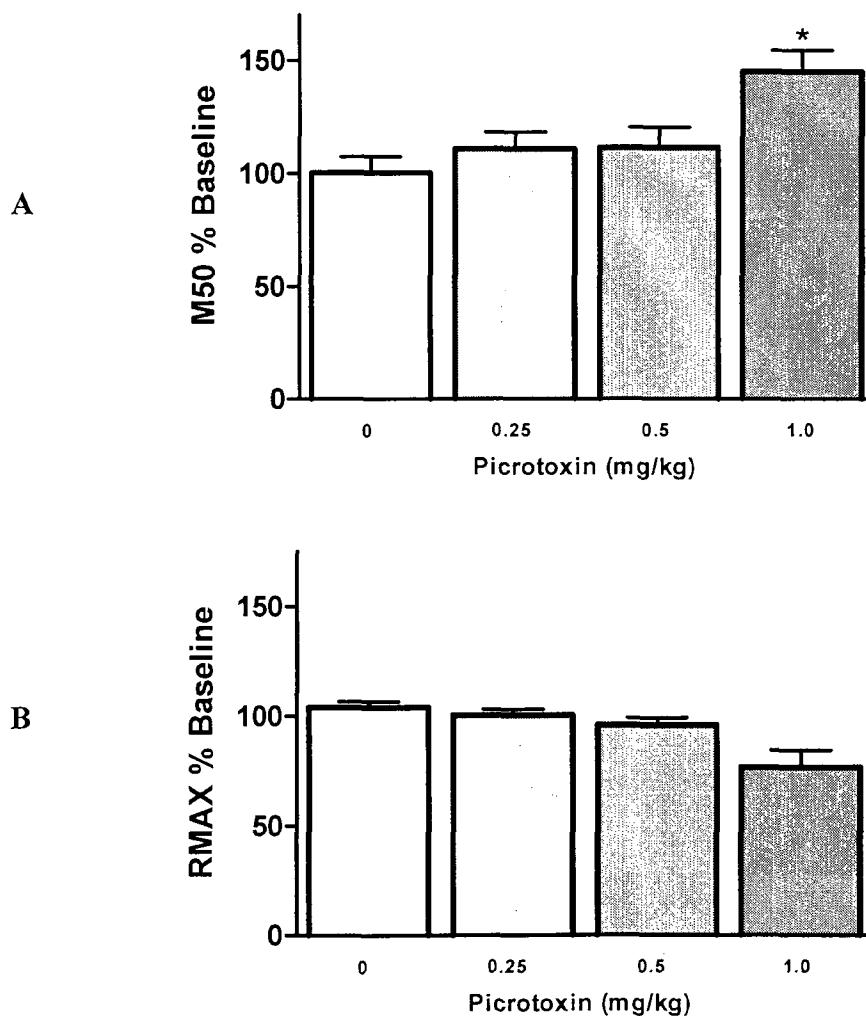 A
M50 % Baseline
150
100
50
0
*
0 0.25 0.5 1.0
Picrotoxin (mg/kg)
B
RMAX % Baseline
150
100
50
0
0 0.25 0.5 1.0
Picrotoxin (mg/kg)